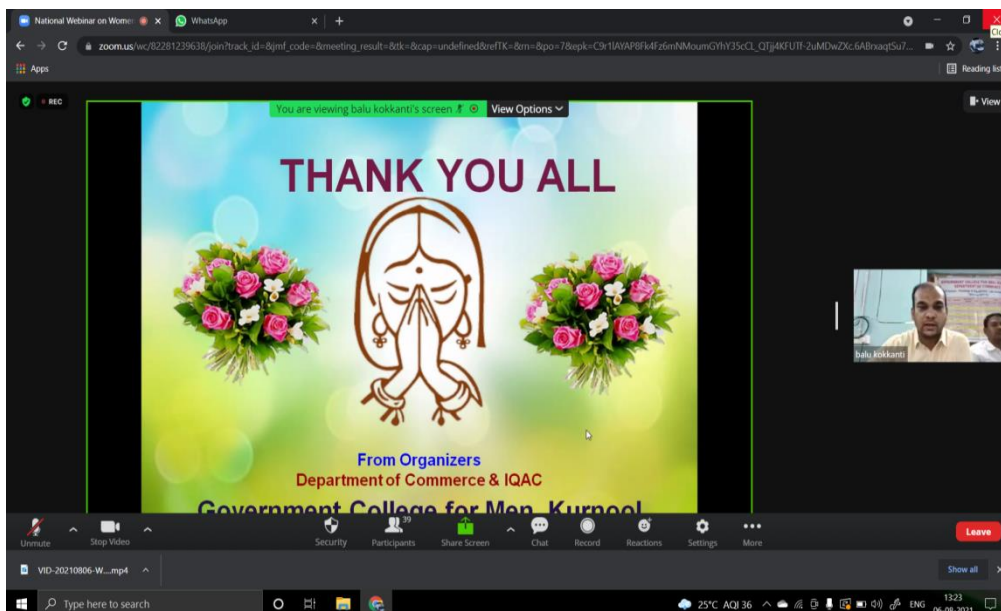 National Webinar on Women
WhatsApp
zoom.us/wc/82281239638/join?track_id=&jmf_code=&meeting_result=&tk=&cap=undefined&refTK=&rn=&po=7&epk=
Apps
Reading list
REC
You are viewing balu kokkanti's screen
View Options
View
THANK YOU ALL
balu kokkanti
From Organizers
Department of Commerce & IQAC
Government College for Men, Kurnool
Unmute
Stop Video
Security
Participants 39
Share Screen
Chat
Record
Reactions
Settings
More
Leave
VID-20210806-W....mp4
Show all
Type here to search
25°C AQI 36
ENG
13:23
06-08-2021